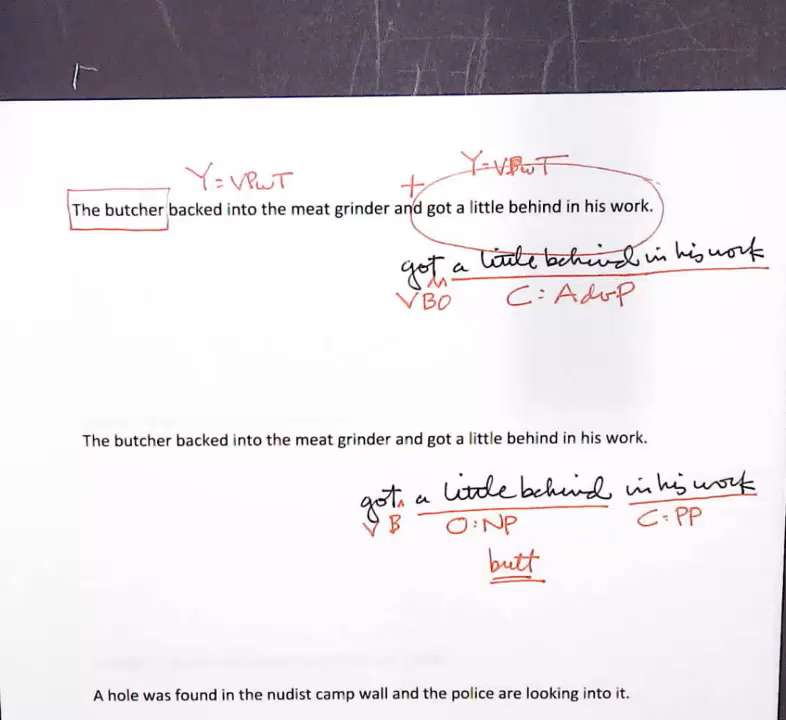 Y=VPwT
Y=VPwT
+
The butcher backed into the meat grinder and got a little behind in his work.
got a little behind in his work
VBO C: AdvP
The butcher backed into the meat grinder and got a little behind in his work.
got a little behind in his work
VB O:NP C:PP
butt
A hole was found in the nudist camp wall and the police are looking into it.